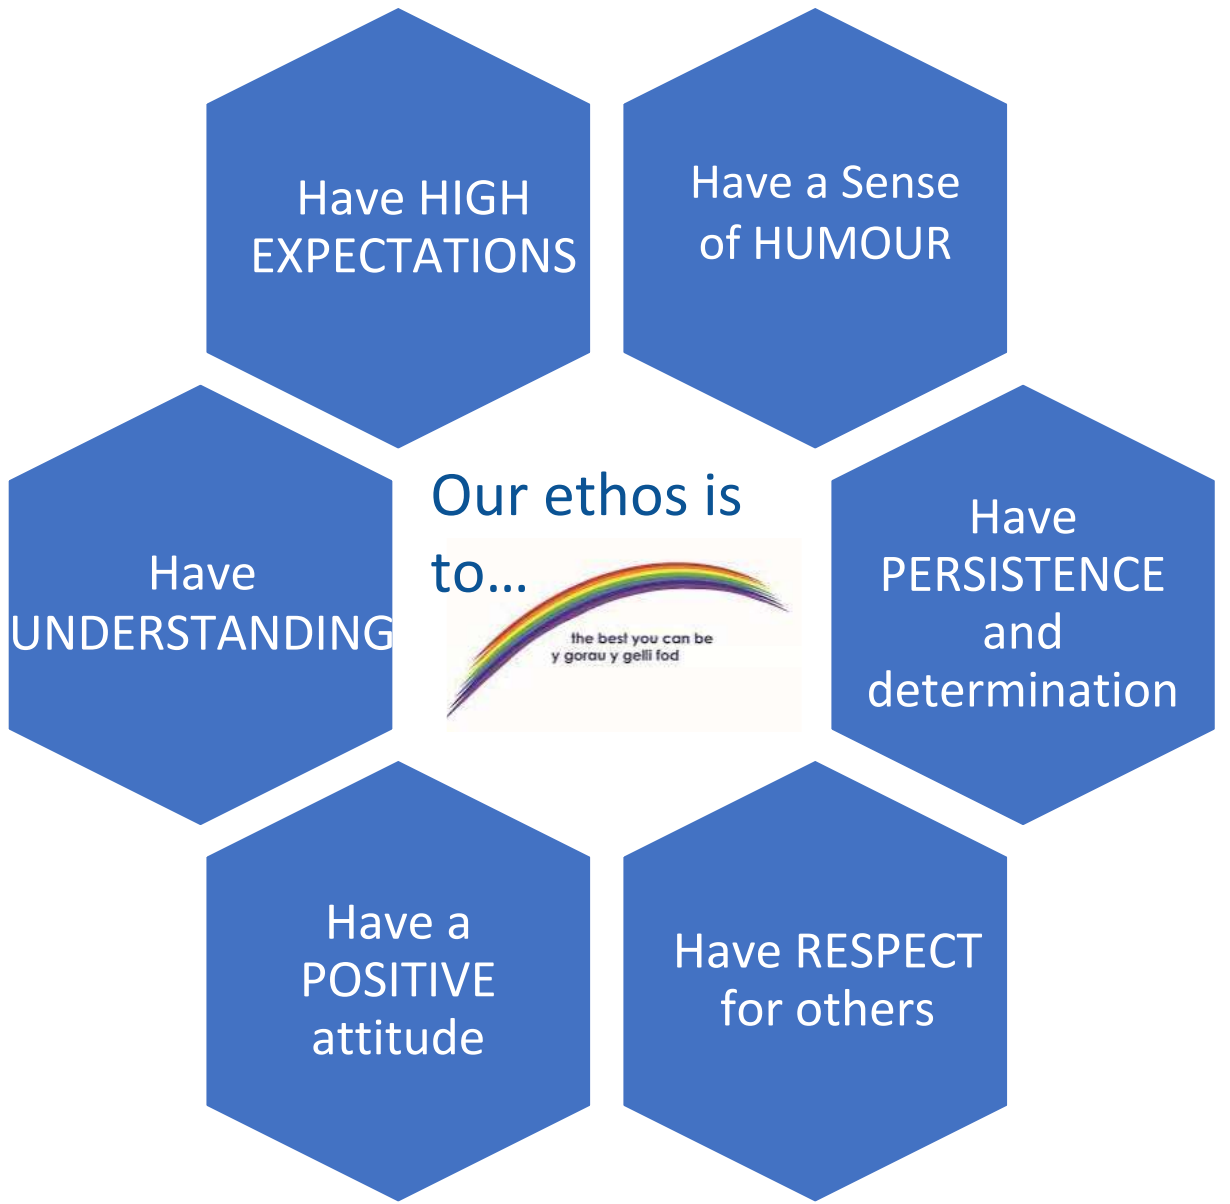 Have HIGH
EXPECTATIONS
Have a Sense
of HUMOUR
Our ethos is
to...
the best you can be
y gorau y gelli fod
Have
UNDERSTANDING
Have
PERSISTENCE
and
determination
Have a
POSITIVE
attitude
Have RESPECT
for others